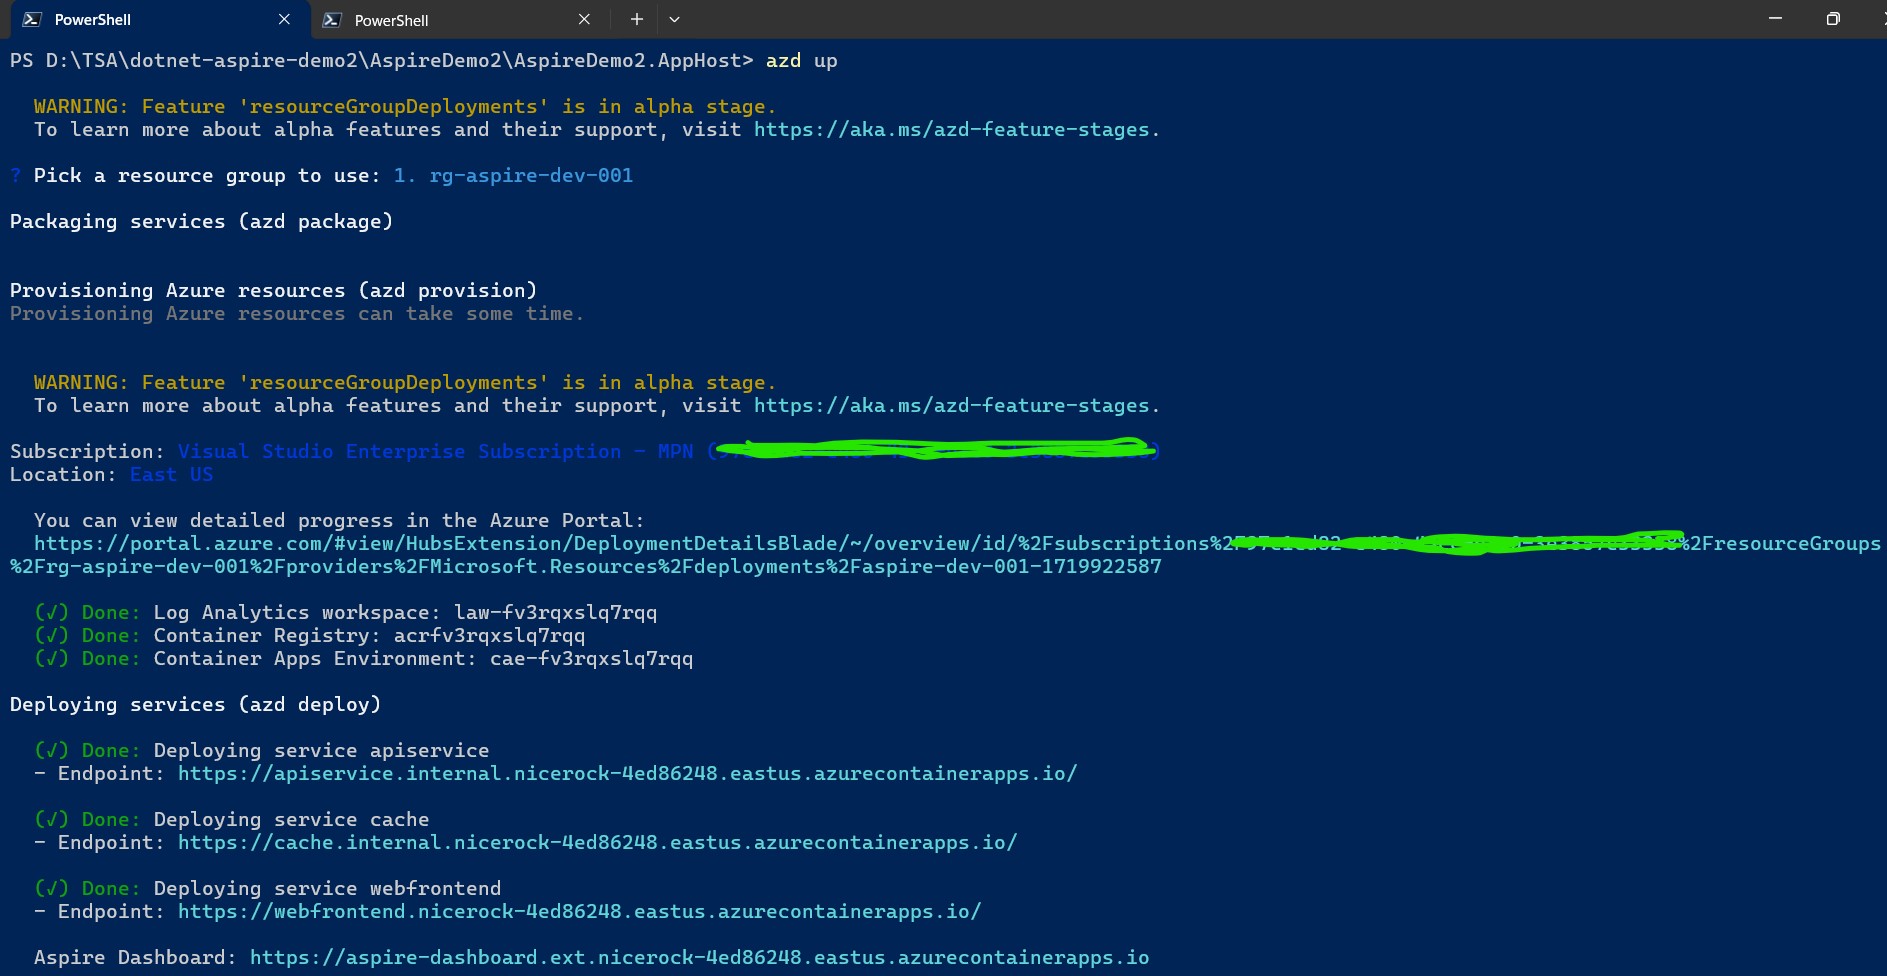 PowerShell
PowerShell
PS D:\TSA\dotnet-aspire-demo2\AspireDemo2\AspireDemo2.AppHost> azd up
WARNING: Feature 'resourceGroupDeployments' is in alpha stage.
To learn more about alpha features and their support, visit https://aka.ms/azd-feature-stages.
? Pick a resource group to use: 1. rg-aspire-dev-001
Packaging services (azd package)
Provisioning Azure resources (azd provision)
Provisioning Azure resources can take some time.
WARNING: Feature 'resourceGroupDeployments' is in alpha stage.
To learn more about alpha features and their support, visit https://aka.ms/azd-feature-stages.
Subscription: Visual Studio Enterprise Subscription - MPN ( )
Location: East US
You can view detailed progress in the Azure Portal:
https://portal.azure.com/#view/HubsExtension/DeploymentDetailsBlade/~/overview/id/%2Fsubscriptions% %2FresourceGroups
%2Frg-aspire-dev-001%2Fproviders%2FMicrosoft.Resources%2Fdeployments%2Faspire-dev-001-1719922587
(✓) Done: Log Analytics workspace: law-fv3rqxslq7rqq
(✓) Done: Container Registry: acrfv3rqxslq7rqq
(✓) Done: Container Apps Environment: cae-fv3rqxslq7rqq
Deploying services (azd deploy)
(✓) Done: Deploying service apiservice
- Endpoint: https://apiservice.internal.nicerock-4ed86248.eastus.azurecontainerapps.io/
(✓) Done: Deploying service cache
- Endpoint: https://cache.internal.nicerock-4ed86248.eastus.azurecontainerapps.io/
(✓) Done: Deploying service webfrontend
- Endpoint: https://webfrontend.nicerock-4ed86248.eastus.azurecontainerapps.io/
Aspire Dashboard: https://aspire-dashboard.ext.nicerock-4ed86248.eastus.azurecontainerapps.io